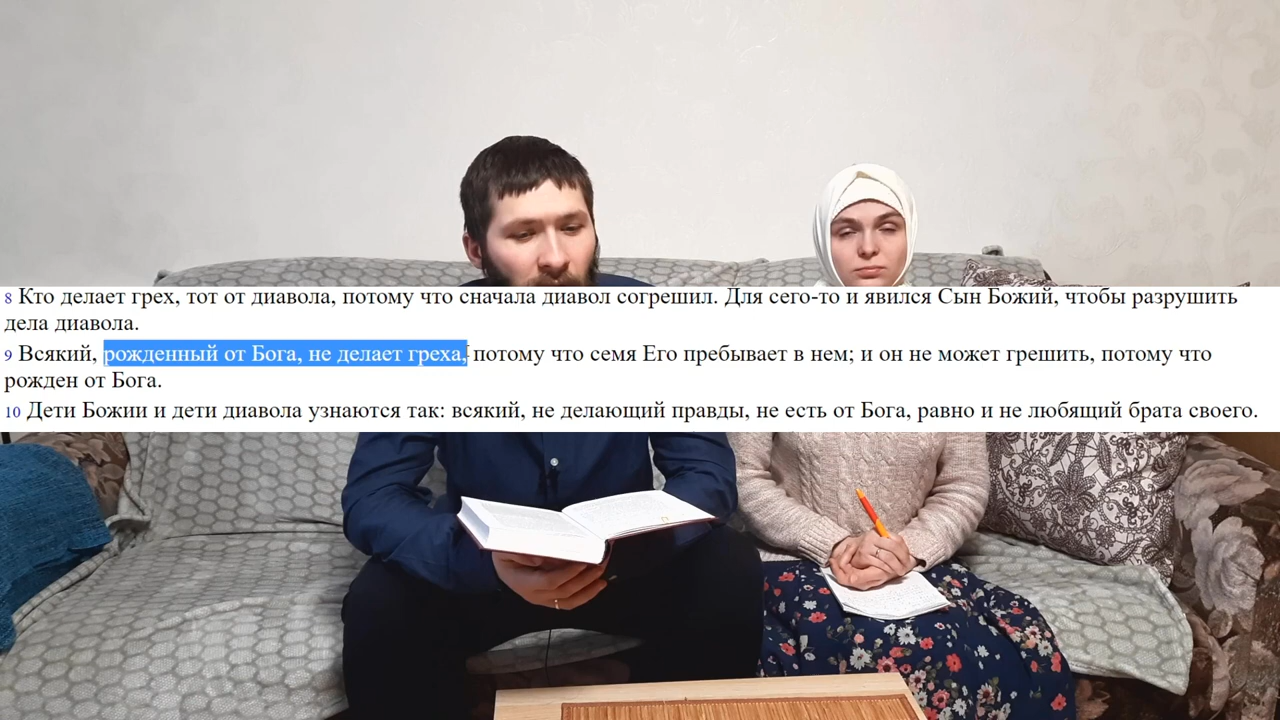 8 Кто делает грех, тот от диавола, потому что сначала диавол согрешил. Для сего-то и явился Сын Божий, чтобы разрушить
дела диавола.
9 Всякий, рожденный от Бога, не делает греха, потому что семя Его пребывает в нем; и он не может грешить, потому что
рожден от Бога.
10 Дети Божии и дети диавола узнаются так: всякий, не делающий правды, не есть от Бога, равно и не любящий брата своего.